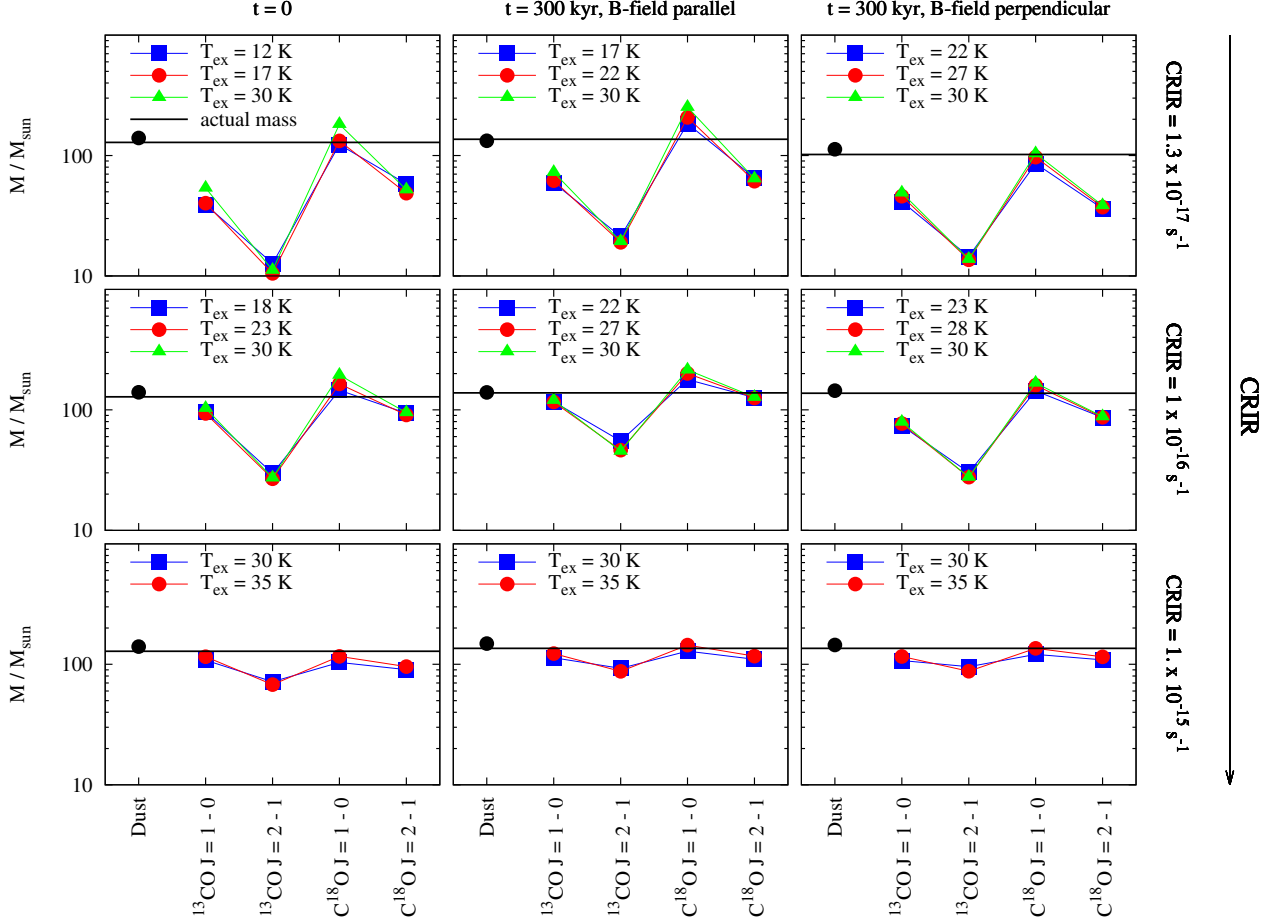 t = 0
t = 300 kyr, B-field parallel
t = 300 kyr, B-field perpendicular
M / M_sun
100
10
T_ex = 12 K
T_ex = 17 K
T_ex = 30 K
actual mass
T_ex = 17 K
T_ex = 22 K
T_ex = 30 K
T_ex = 22 K
T_ex = 27 K
T_ex = 30 K
CRIR = 1.3 x 10^-17 s^-1
M / M_sun
100
10
T_ex = 18 K
T_ex = 23 K
T_ex = 30 K
T_ex = 22 K
T_ex = 27 K
T_ex = 30 K
T_ex = 23 K
T_ex = 28 K
T_ex = 30 K
CRIR = 1 x 10^-16 s^-1
CRIR
M / M_sun
100
10
T_ex = 30 K
T_ex = 35 K
T_ex = 30 K
T_ex = 35 K
T_ex = 30 K
T_ex = 35 K
CRIR = 1. x 10^-15 s^-1
Dust
^13CO J = 1 - 0
^13CO J = 2 - 1
C^18O J = 1 - 0
C^18O J = 2 - 1
Dust
^13CO J = 1 - 0
^13CO J = 2 - 1
C^18O J = 1 - 0
C^18O J = 2 - 1
Dust
^13CO J = 1 - 0
^13CO J = 2 - 1
C^18O J = 1 - 0
C^18O J = 2 - 1